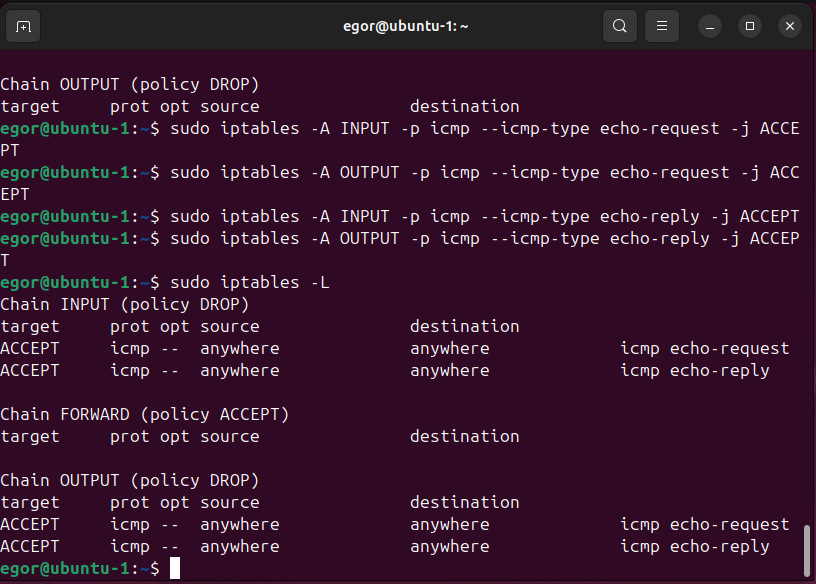 egor@ubuntu-1: ~
Chain OUTPUT (policy DROP)
target     prot opt source               destination
egor@ubuntu-1:~$ sudo iptables -A INPUT -p icmp --icmp-type echo-request -j ACCE
PT
egor@ubuntu-1:~$ sudo iptables -A OUTPUT -p icmp --icmp-type echo-request -j ACC
EPT
egor@ubuntu-1:~$ sudo iptables -A INPUT -p icmp --icmp-type echo-reply -j ACCEPT
egor@ubuntu-1:~$ sudo iptables -A OUTPUT -p icmp --icmp-type echo-reply -j ACCEP
T
egor@ubuntu-1:~$ sudo iptables -L
Chain INPUT (policy DROP)
target     prot opt source               destination
ACCEPT     icmp --  anywhere             anywhere             icmp echo-request
ACCEPT     icmp --  anywhere             anywhere             icmp echo-reply
Chain FORWARD (policy ACCEPT)
target     prot opt source               destination
Chain OUTPUT (policy DROP)
target     prot opt source               destination
ACCEPT     icmp --  anywhere             anywhere             icmp echo-request
ACCEPT     icmp --  anywhere             anywhere             icmp echo-reply
egor@ubuntu-1:~$